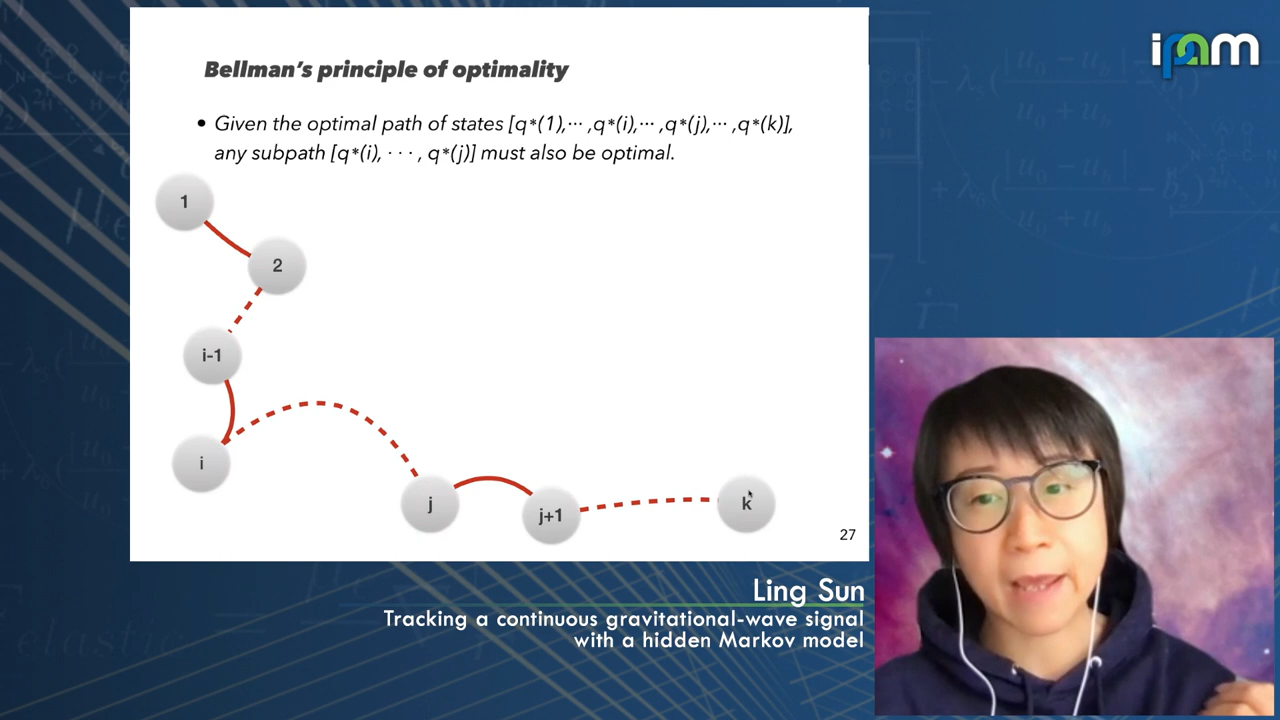 ipam
Bellman's principle of optimality
• Given the optimal path of states [q*(1),··· ,q*(i),··· ,q*(j),··· ,q*(k)],
any subpath [q*(i), · · · , q*(j)] must also be optimal.
1
2
i-1
i
j
j+1
k
27
Ling Sun
Tracking a continuous gravitational-wave signal
with a hidden Markov model